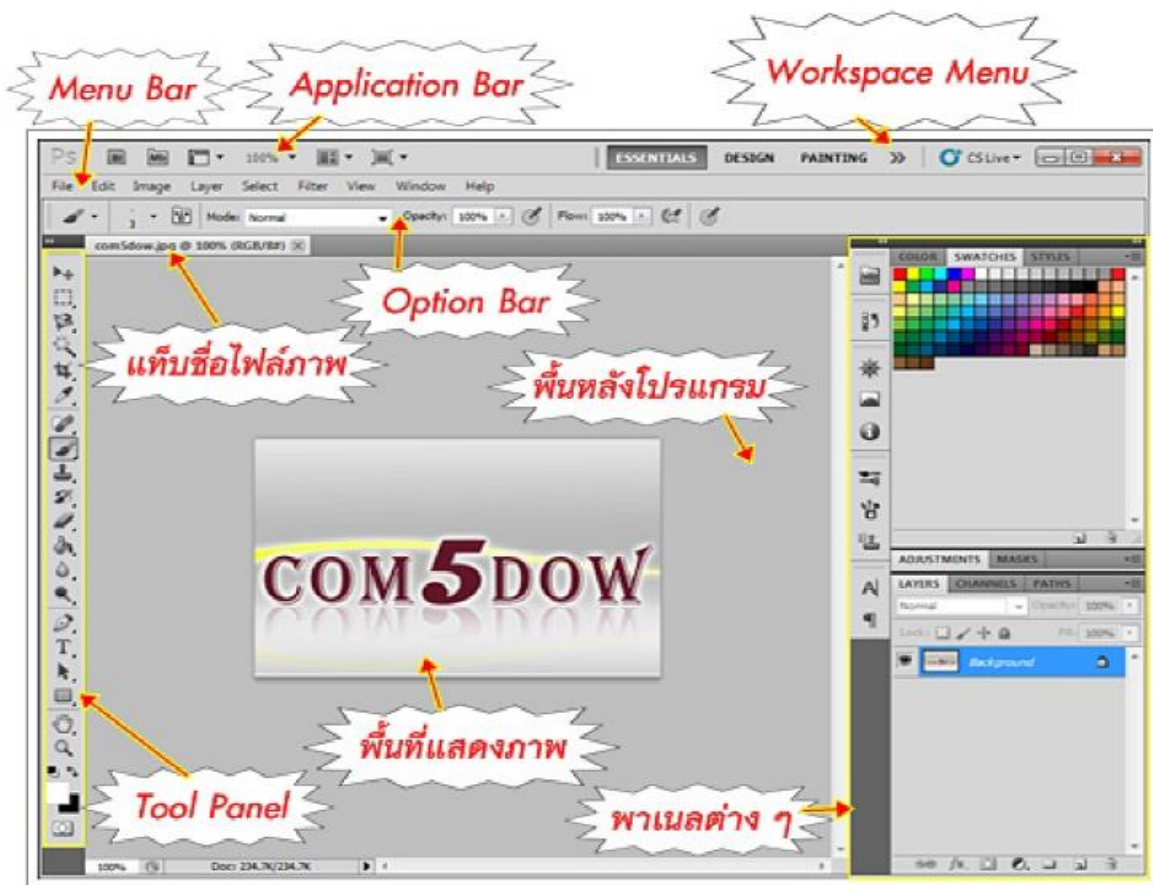 Menu Bar
Application Bar
Workspace Menu
Ps Br Mb 100% ESSENTIALS DESIGN PAINTING CS Live
File Edit Image Layer Select Filter View Window Help
3 Mode: Normal Opacity: 100% Flow: 100%
com5dow.jpg @ 100% (RGB/8#)
COLOR SWATCHES STYLES
Option Bar
แท็บชื่อไฟล์ภาพ
พื้นหลังโปรแกรม
COM5DOW
ADJUSTMENTS MASKS
LAYERS CHANNELS PATHS
Normal Opacity: 100%
Lock: Fill: 100%
Background
พื้นที่แสดงภาพ
Tool Panel
พาเนลต่าง ๆ
100% Doc: 234.7K/234.7K